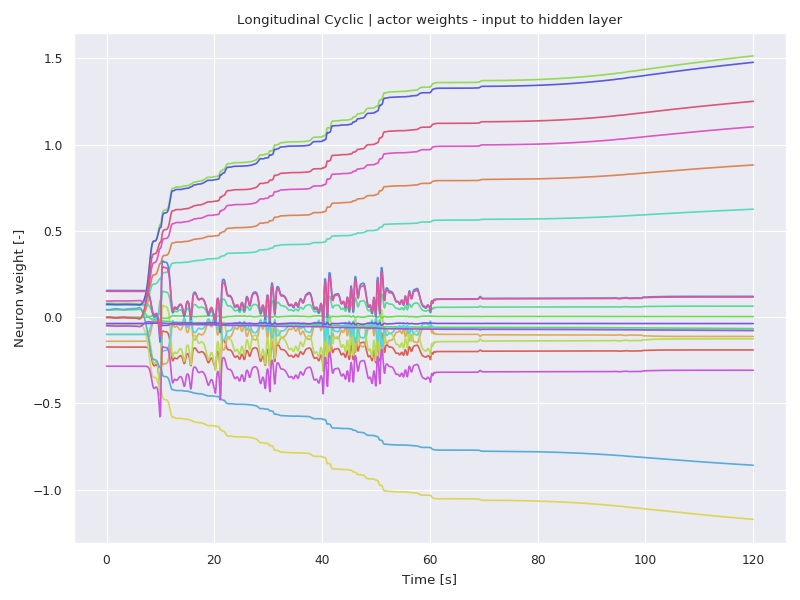 Longitudinal Cyclic | actor weights - input to hidden layer
1.5
1.0
0.5
0.0
−0.5
−1.0
Neuron weight [-]
0 20 40 60 80 100 120
Time [s]